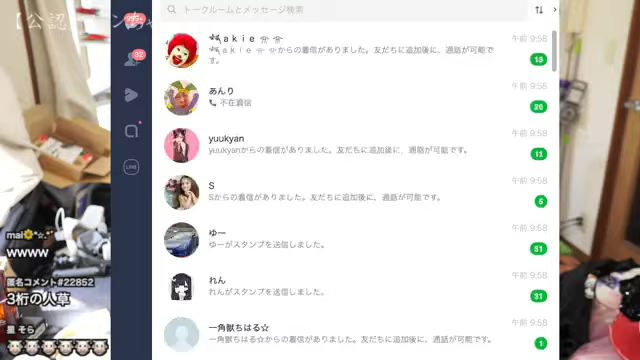 【公認
999+
トークルームとメッセージ検索
32
LINE
a k i e
午前 9:58
からの着信がありました。友だちに追加後に、通話が可能です。
13
あんり
午前 9:58
不在着信
26
yuukyan
午前 9:58
yuukyanからの着信がありました。友だちに追加後に、通話が可能です。
11
S
午前 9:58
Sからの着信がありました。友だちに追加後に、通話が可能です。
5
ゆー
午前 9:58
ゆーがスタンプを送信しました。
51
れん
午前 9:58
れんがスタンプを送信しました。
31
一角獣ちはる☆
午前 9:58
一角獣ちはる☆からの着信がありました。友だちに追加後に、通話が可能です。
1
mai
wwww
匿名コメント#22852
3桁の人草
星 そら